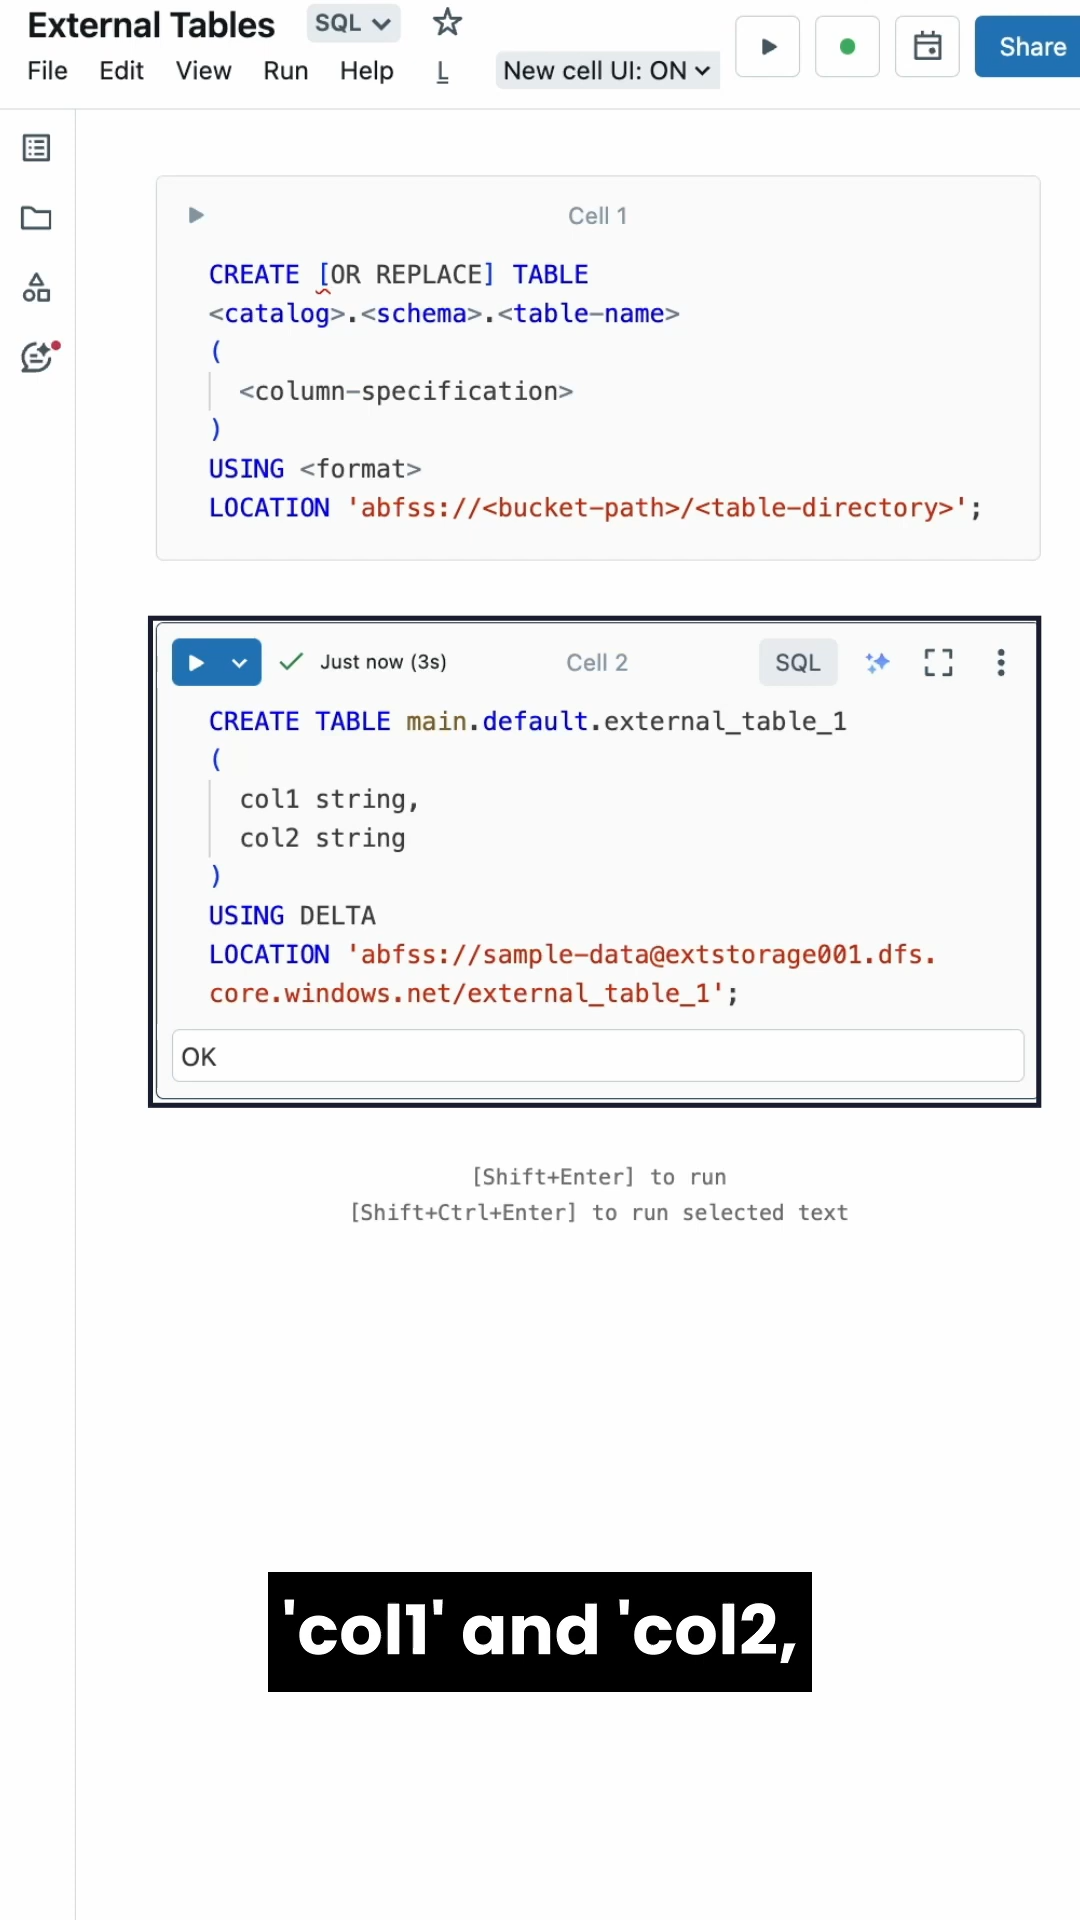 External Tables
SQL
File Edit View Run Help L New cell UI: ON
Share
Cell 1
CREATE [OR REPLACE] TABLE
<catalog>.<schema>.<table-name>
(
<column-specification>
)
USING <format>
LOCATION 'abfss://<bucket-path>/<table-directory>';
Just now (3s)
Cell 2
SQL
CREATE TABLE main.default.external_table_1
(
col1 string,
col2 string
)
USING DELTA
LOCATION 'abfss://sample-data@extstorage001.dfs.
core.windows.net/external_table_1';
OK
[Shift+Enter] to run
[Shift+Ctrl+Enter] to run selected text
'col1' and 'col2,